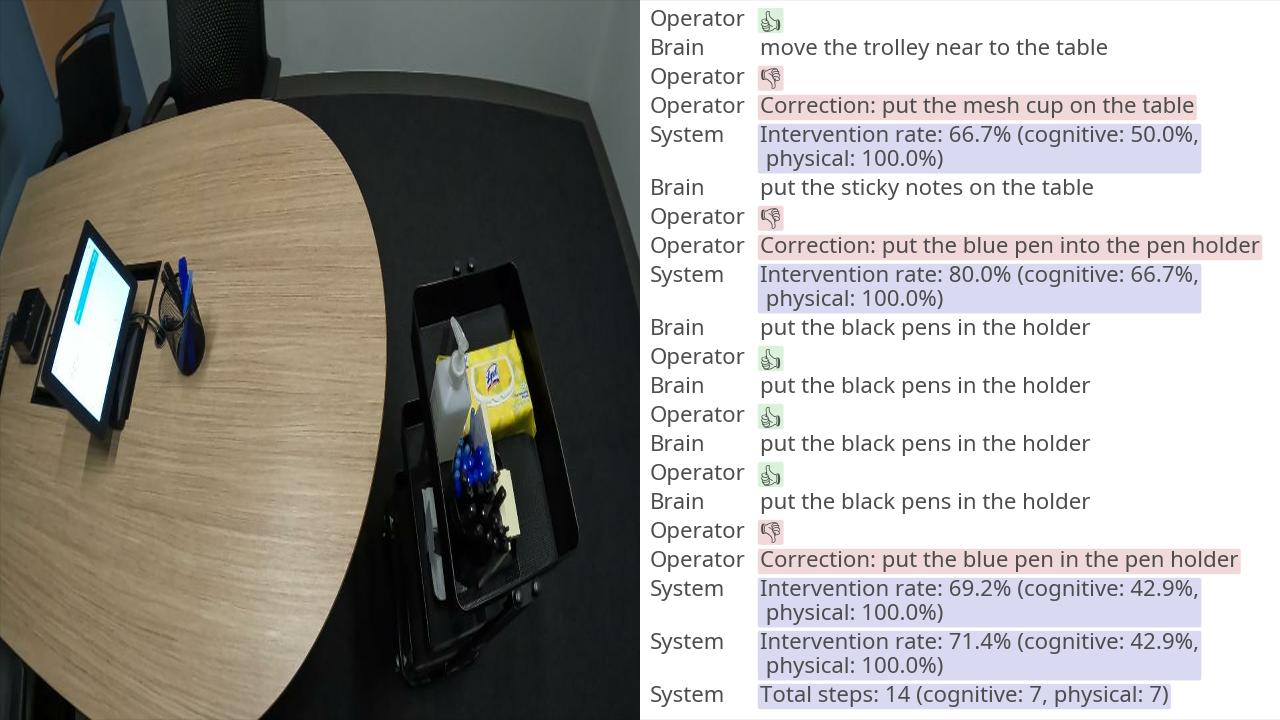 Operator 👍
Brain move the trolley near to the table
Operator 👎
Operator Correction: put the mesh cup on the table
System Intervention rate: 66.7% (cognitive: 50.0%,
physical: 100.0%)
Brain put the sticky notes on the table
Operator 👎
Operator Correction: put the blue pen into the pen holder
System Intervention rate: 80.0% (cognitive: 66.7%,
physical: 100.0%)
Brain put the black pens in the holder
Operator 👍
Brain put the black pens in the holder
Operator 👍
Brain put the black pens in the holder
Operator 👍
Brain put the black pens in the holder
Operator 👎
Operator Correction: put the blue pen in the pen holder
System Intervention rate: 69.2% (cognitive: 42.9%,
physical: 100.0%)
System Intervention rate: 71.4% (cognitive: 42.9%,
physical: 100.0%)
System Total steps: 14 (cognitive: 7, physical: 7)